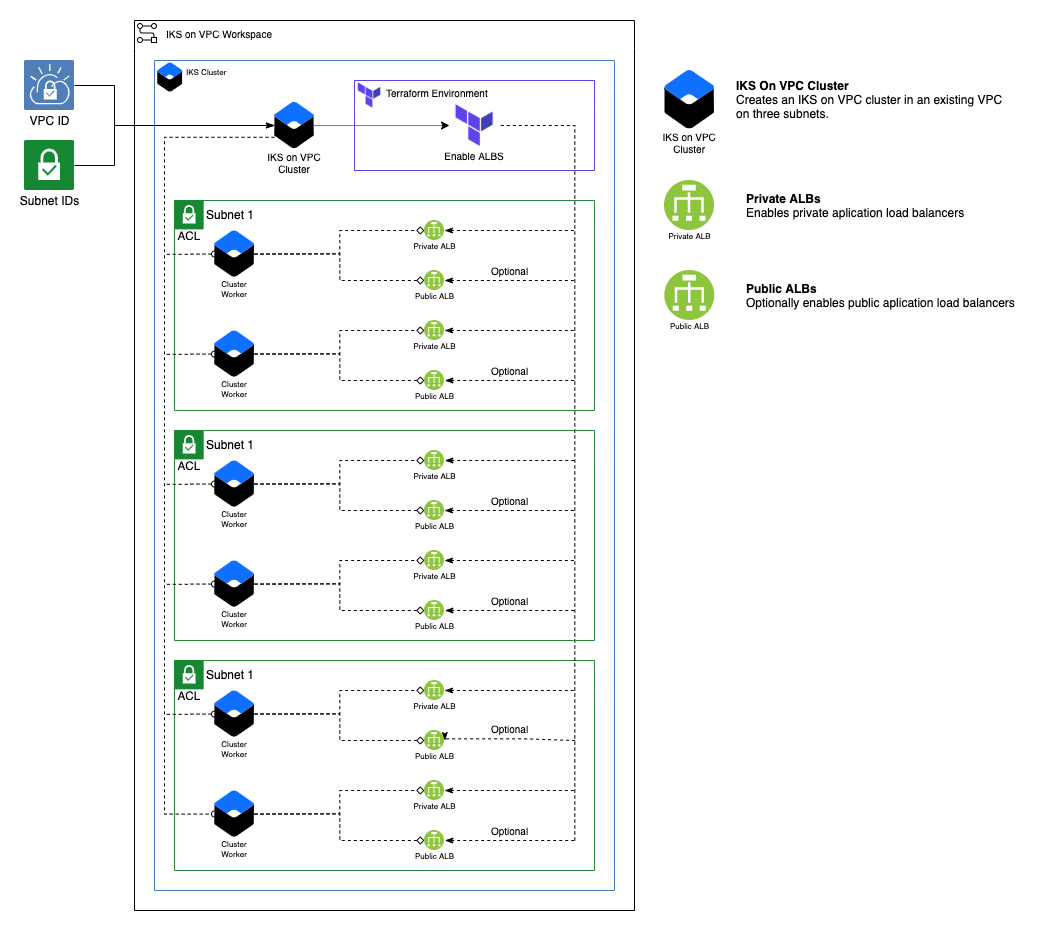 IKS on VPC Workspace
IKS Cluster
Terraform Environment
VPC ID
Subnet IDs
IKS on VPC
Cluster
Enable ALBS
Subnet 1
ACL
Cluster
Worker
Private ALB
Optional
Public ALB
Cluster
Worker
Private ALB
Optional
Public ALB
Subnet 1
ACL
Cluster
Worker
Private ALB
Optional
Public ALB
Cluster
Worker
Private ALB
Optional
Public ALB
Subnet 1
ACL
Cluster
Worker
Private ALB
Optional
Public ALB
Cluster
Worker
Private ALB
Optional
Public ALB
IKS on VPC
Cluster
IKS On VPC Cluster
Creates an IKS on VPC cluster in an existing VPC
on three subnets.
Private ALB
Private ALBs
Enables private aplication load balancers
Public ALB
Public ALBs
Optionally enables public aplication load balancers